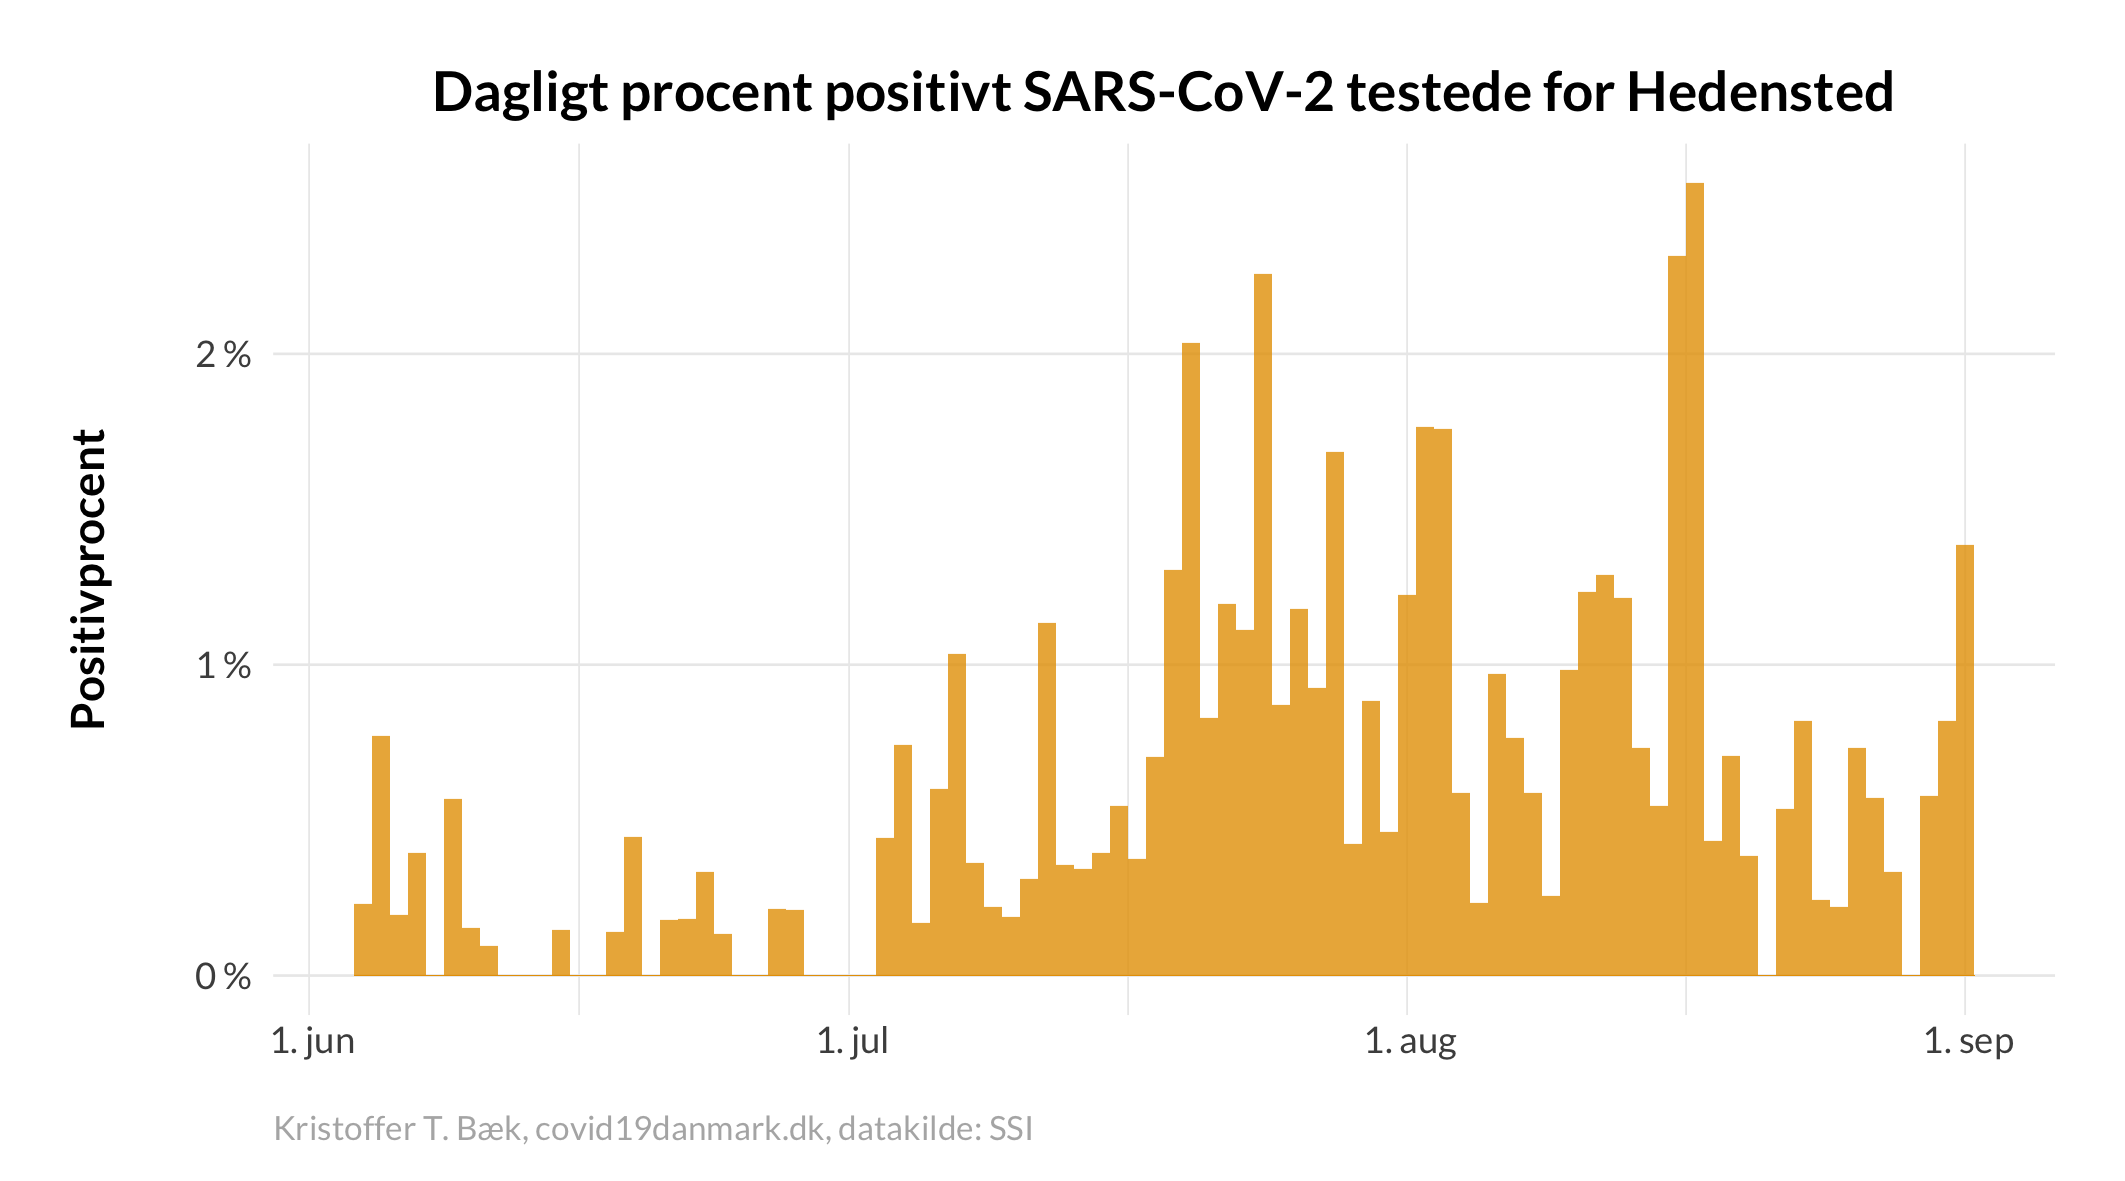 Dagligt procent positivt SARS-CoV-2 testede for Hedensted
Positivprocent
2 %
1 %
0 %
1. jun
1. jul
1. aug
1. sep
Kristoffer T. Bæk, covid19danmark.dk, datakilde: SSI